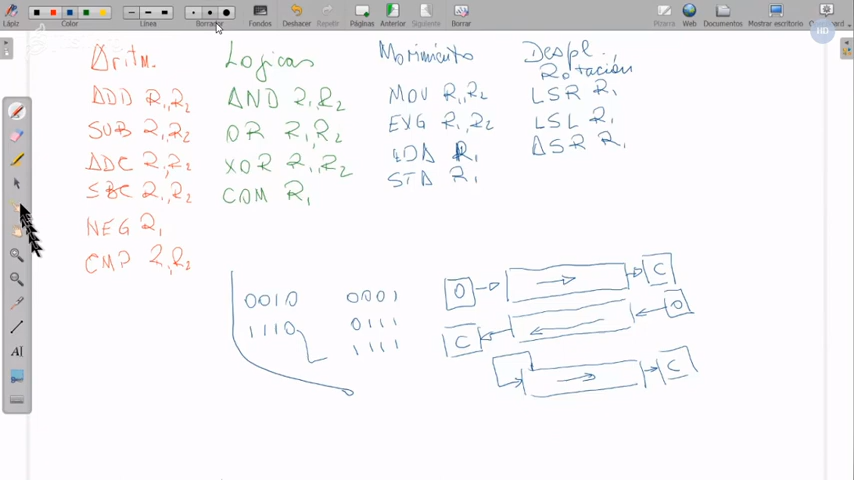 Lápiz
Color
Línea
Borrador
Fondos
Deshacer
Repetir
Pizarra
Anterior
Siguiente
Borrar
Web
Documentos
Mostrar escritorio
Aplicaciones
HD
Aritm.
ADD R1,R2
SUB R1,R2
ADC R1,R2
SBC R1,R2
NEG R1
CMP R1,R2
Logicas
AND R1,R2
OR R1,R2
XOR R1,R2
COM R1
Movimiento
MOV R1,R2
EXG R1,R2
LDA R1
STA R1
Despl.,
Rotación
LSR R1
LSL R1
ASR R1
0010 0001
1110 0111
1111
0 C
C 0
C